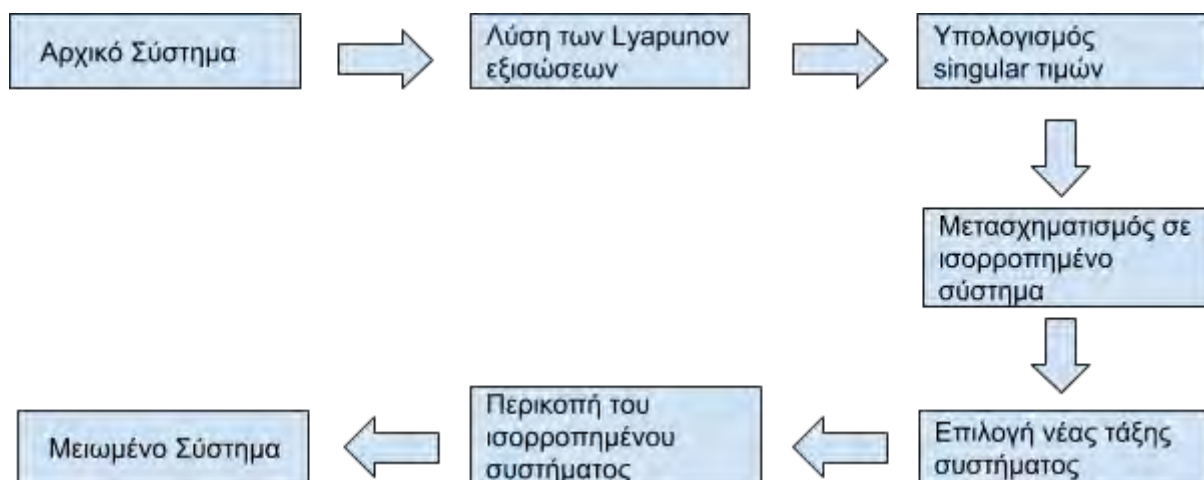 Αρχικό Σύστημα
Λύση των Lyapunov
εξισώσεων
Υπολογισμός
singular τιμών
Μετασχηματισμός σε
ισορροπημένο
σύστημα
Επιλογή νέας τάξης
συστήματος
Περικοπή του
ισορροπημένου
συστήματος
Μειωμένο Σύστημα